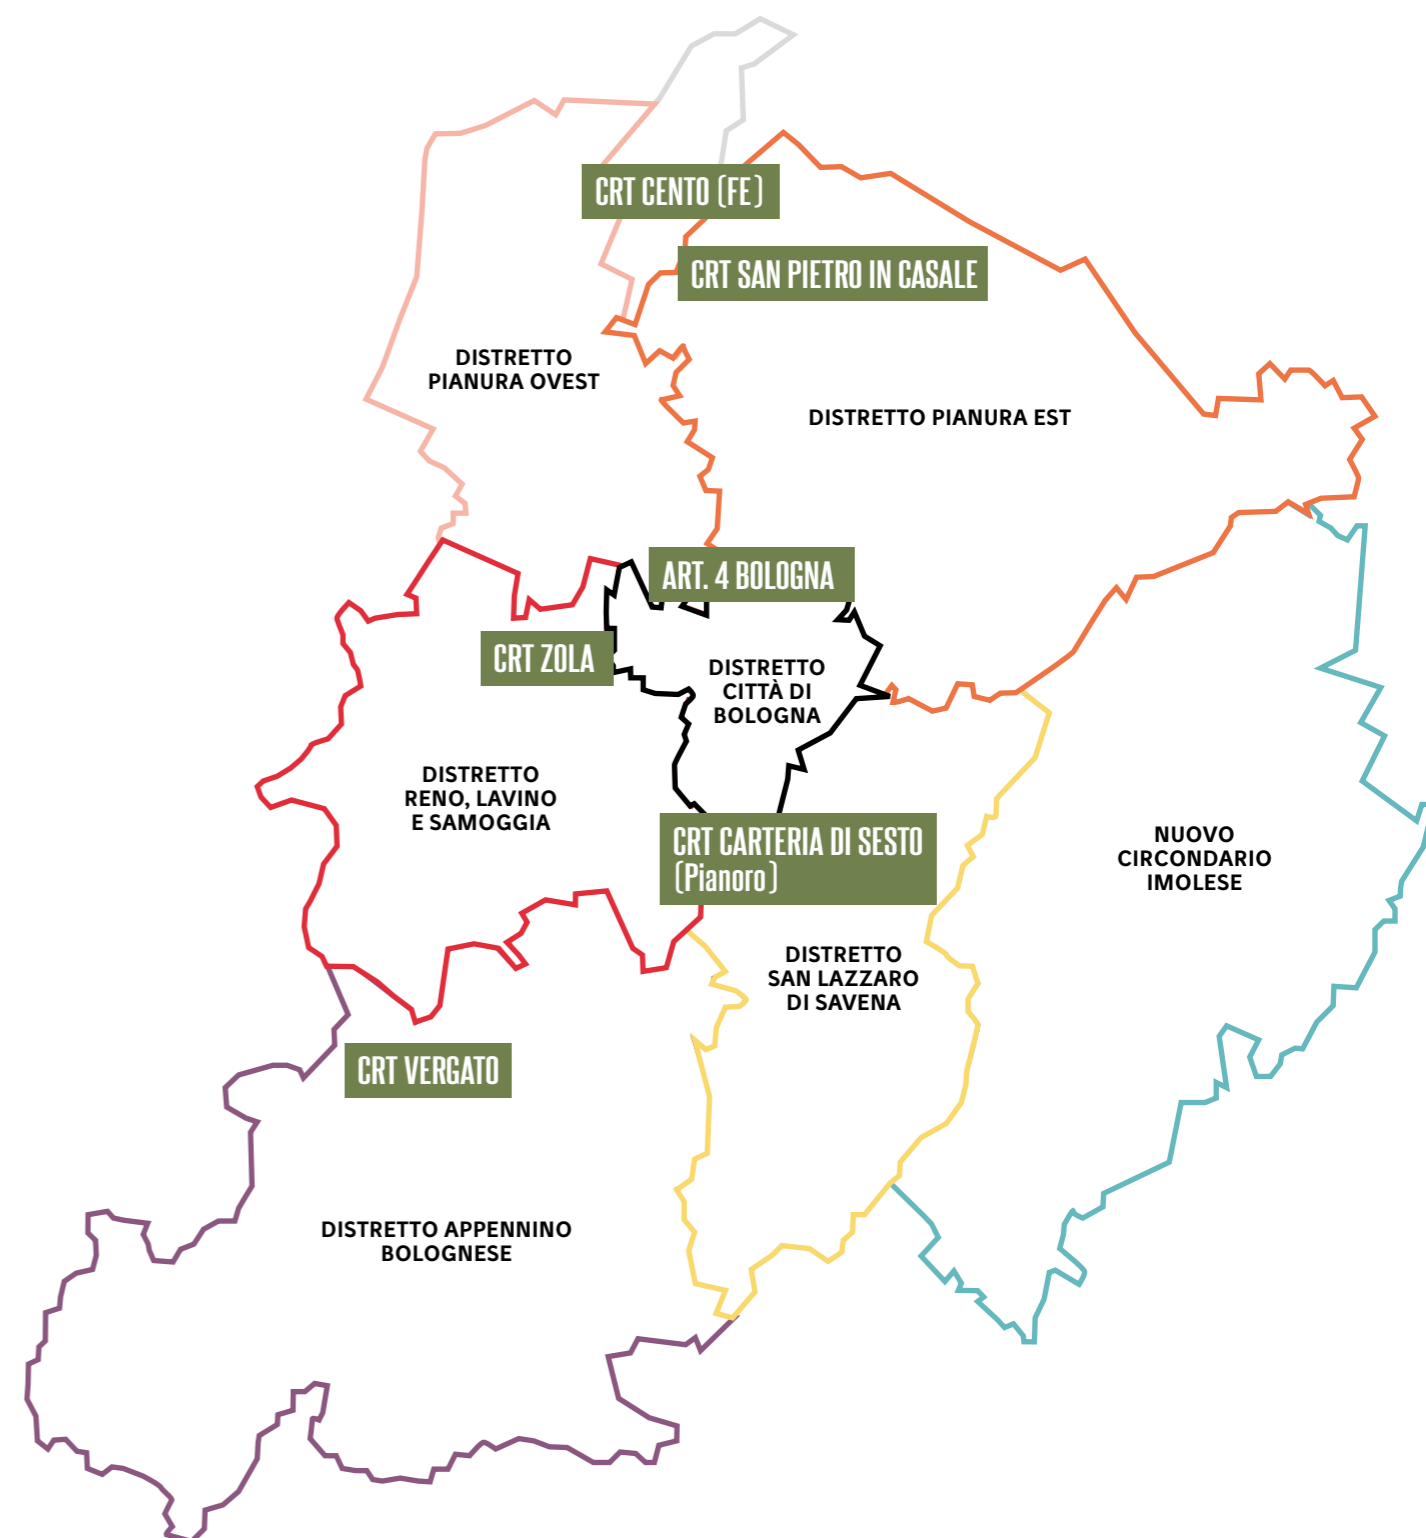 CRT CENTO (FE)
CRT SAN PIETRO IN CASALE
DISTRETTO
PIANURA OVEST
DISTRETTO PIANURA EST
ART. 4 BOLOGNA
CRT ZOLA
DISTRETTO
CITTÀ DI
BOLOGNA
DISTRETTO
RENO, LAVINO
E SAMOGGIA
CRT CARTERIA DI SESTO
(Pianoro)
NUOVO
CIRCONDARIO
IMOLESE
DISTRETTO
SAN LAZZARO
DI SAVENA
CRT VERGATO
DISTRETTO APPENNINO
BOLOGNESE